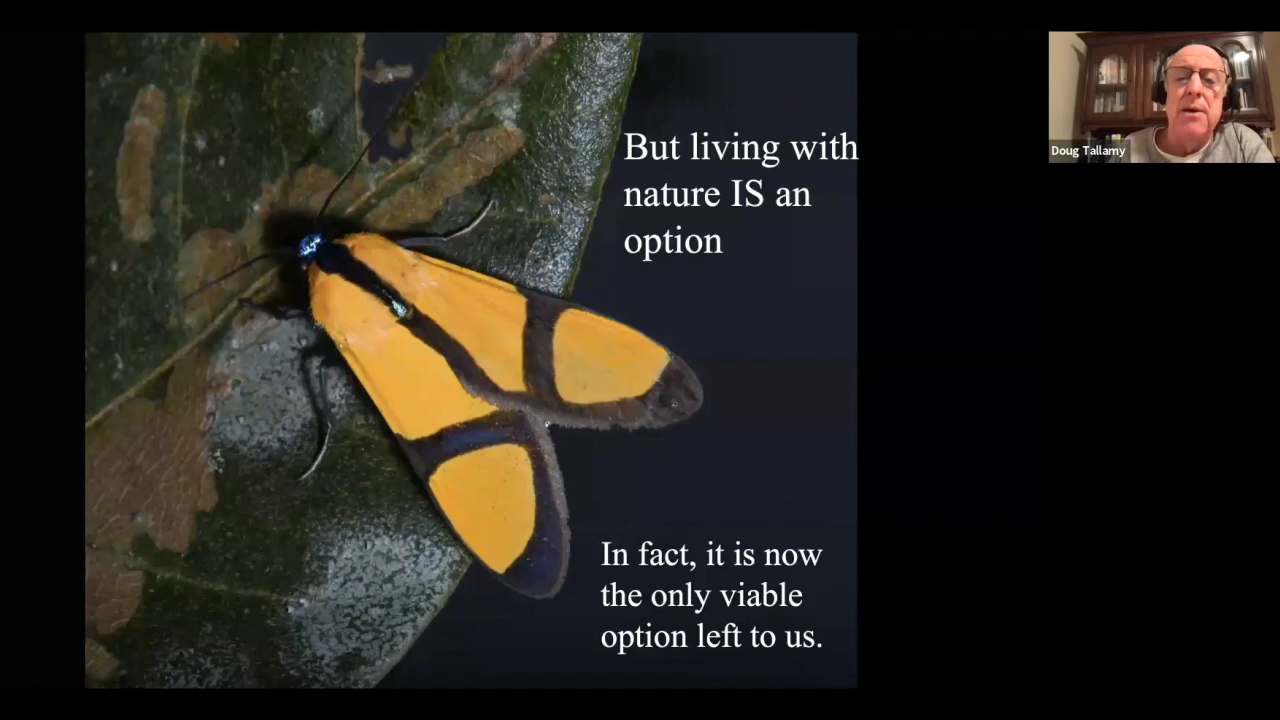 But living with
nature IS an
option
Doug Tallamy
In fact, it is now
the only viable
option left to us.